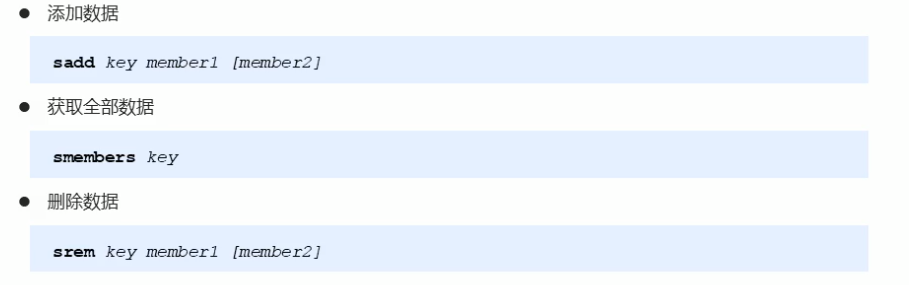 ● 添加数据
sadd key member1 [member2]
● 获取全部数据
smembers key
● 删除数据
srem key member1 [member2]